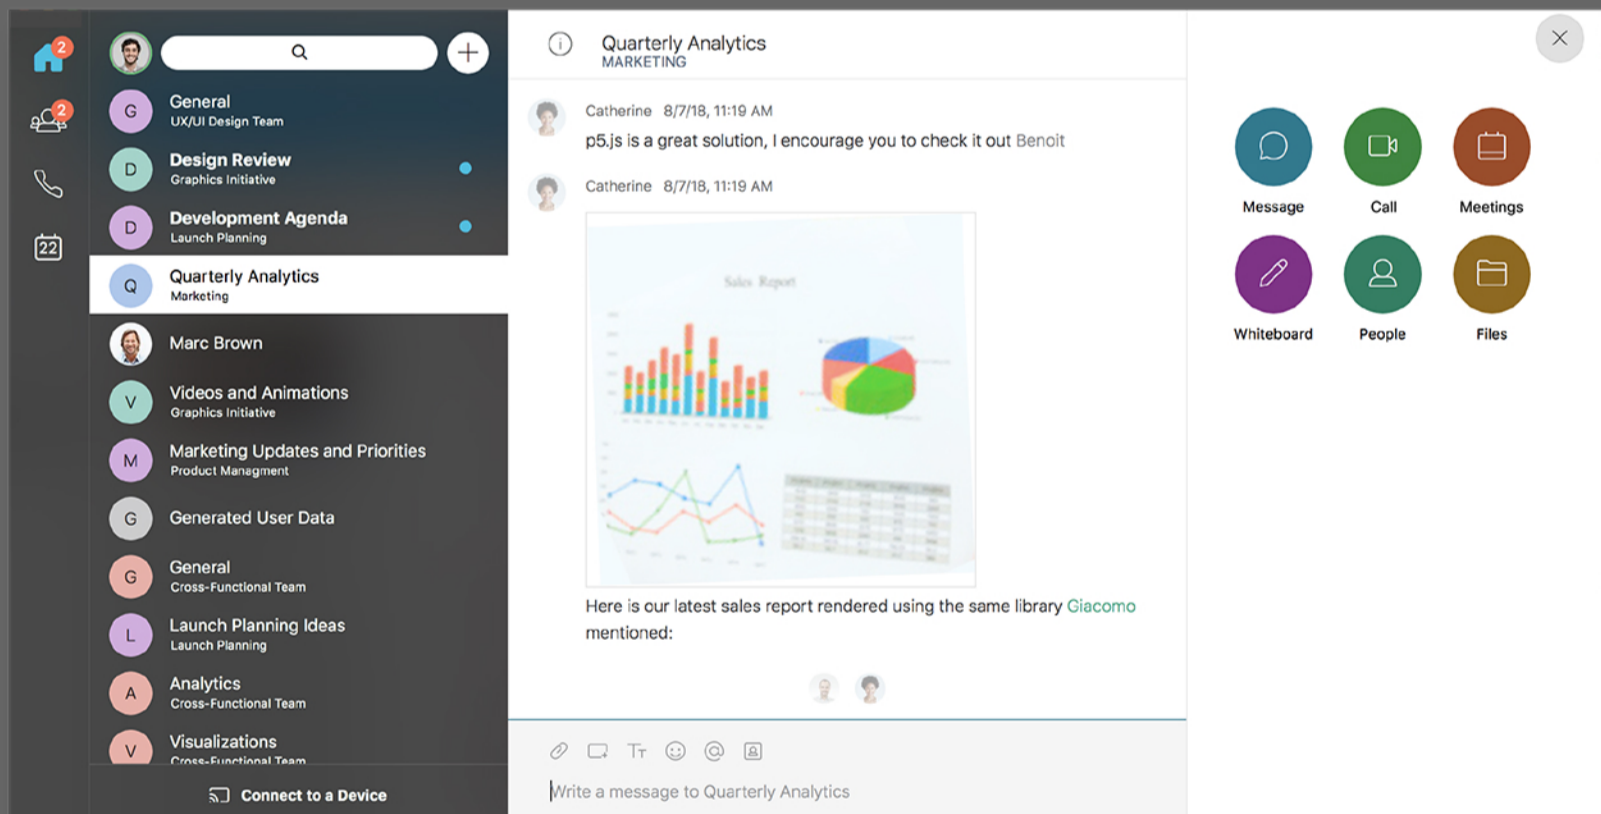 2
2
22
G
General
UX/UI Design Team
D
Design Review
Graphics Initiative
D
Development Agenda
Launch Planning
Q
Quarterly Analytics
Marketing
Marc Brown
V
Videos and Animations
Graphics Initiative
M
Marketing Updates and Priorities
Product Managment
G
Generated User Data
G
General
Cross-Functional Team
L
Launch Planning Ideas
Launch Planning
A
Analytics
Cross-Functional Team
V
Visualizations
Cross-Functional Team
Connect to a Device
Quarterly Analytics
MARKETING
Catherine 8/7/18, 11:19 AM
p5.js is a great solution, I encourage you to check it out Benoit
Catherine 8/7/18, 11:19 AM
Sales Report
Here is our latest sales report rendered using the same library Giacomo
mentioned:
Tт
Write a message to Quarterly Analytics
Message
Call
Meetings
Whiteboard
People
Files